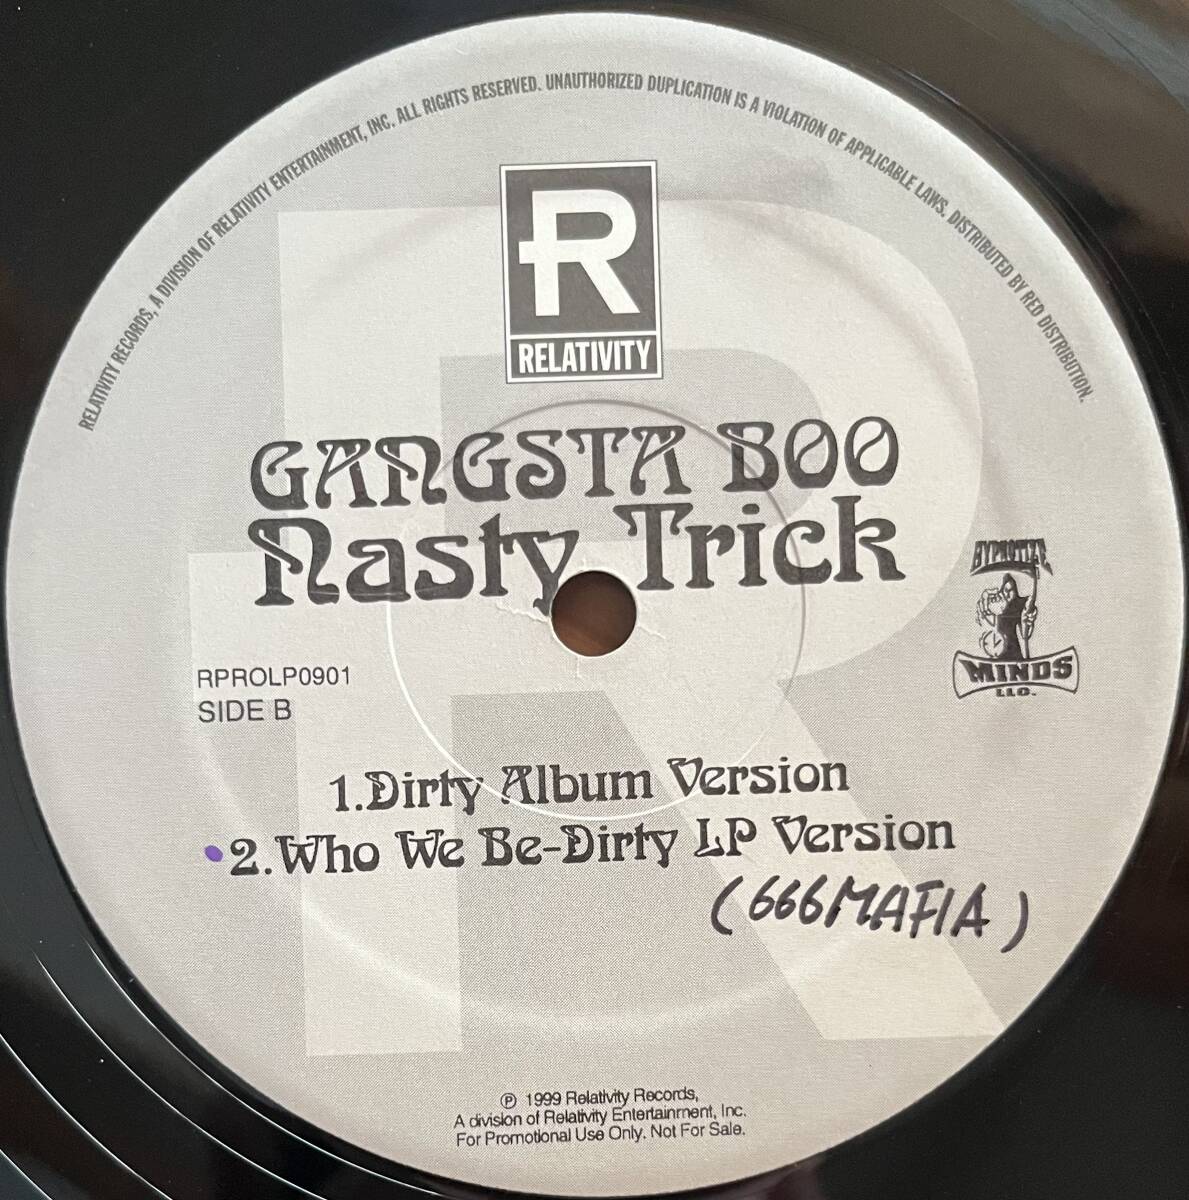 RELATIVITY RECORDS, A DIVISION OF RELATIVITY ENTERTAINMENT, INC. ALL RIGHTS RESERVED. UNAUTHORIZED DUPLICATION IS A VIOLATION OF APPLICABLE LAWS. DISTRIBUTED BY RED DISTRIBUTION.
R
RELATIVITY
GANGSTA BOO
Nasty Trick
HYPNOTIZE
MINDS
LLC.
RPROLP0901
SIDE B
1.Dirty Album Version
2.Who We Be-Dirty LP Version
(666MAFIA)
℗ 1999 Relativity Records,
A division of Relativity Entertainment, Inc.
For Promotional Use Only. Not For Sale.